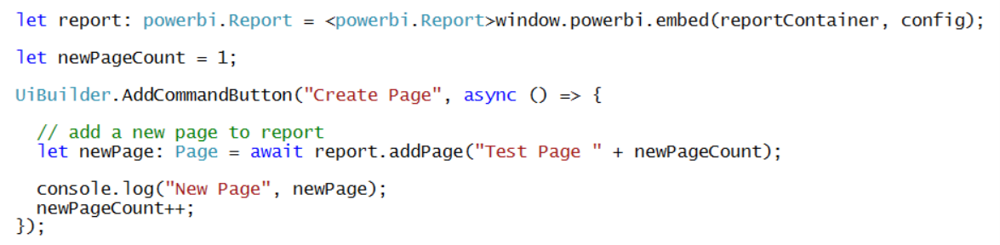 let report: powerbi.Report = <powerbi.Report>window.powerbi.embed(reportContainer, config);
let newPageCount = 1;
UiBuilder.AddCommandButton("Create Page", async () => {
// add a new page to report
let newPage: Page = await report.addPage("Test Page " + newPageCount);
console.log("New Page", newPage);
newPageCount++;
});